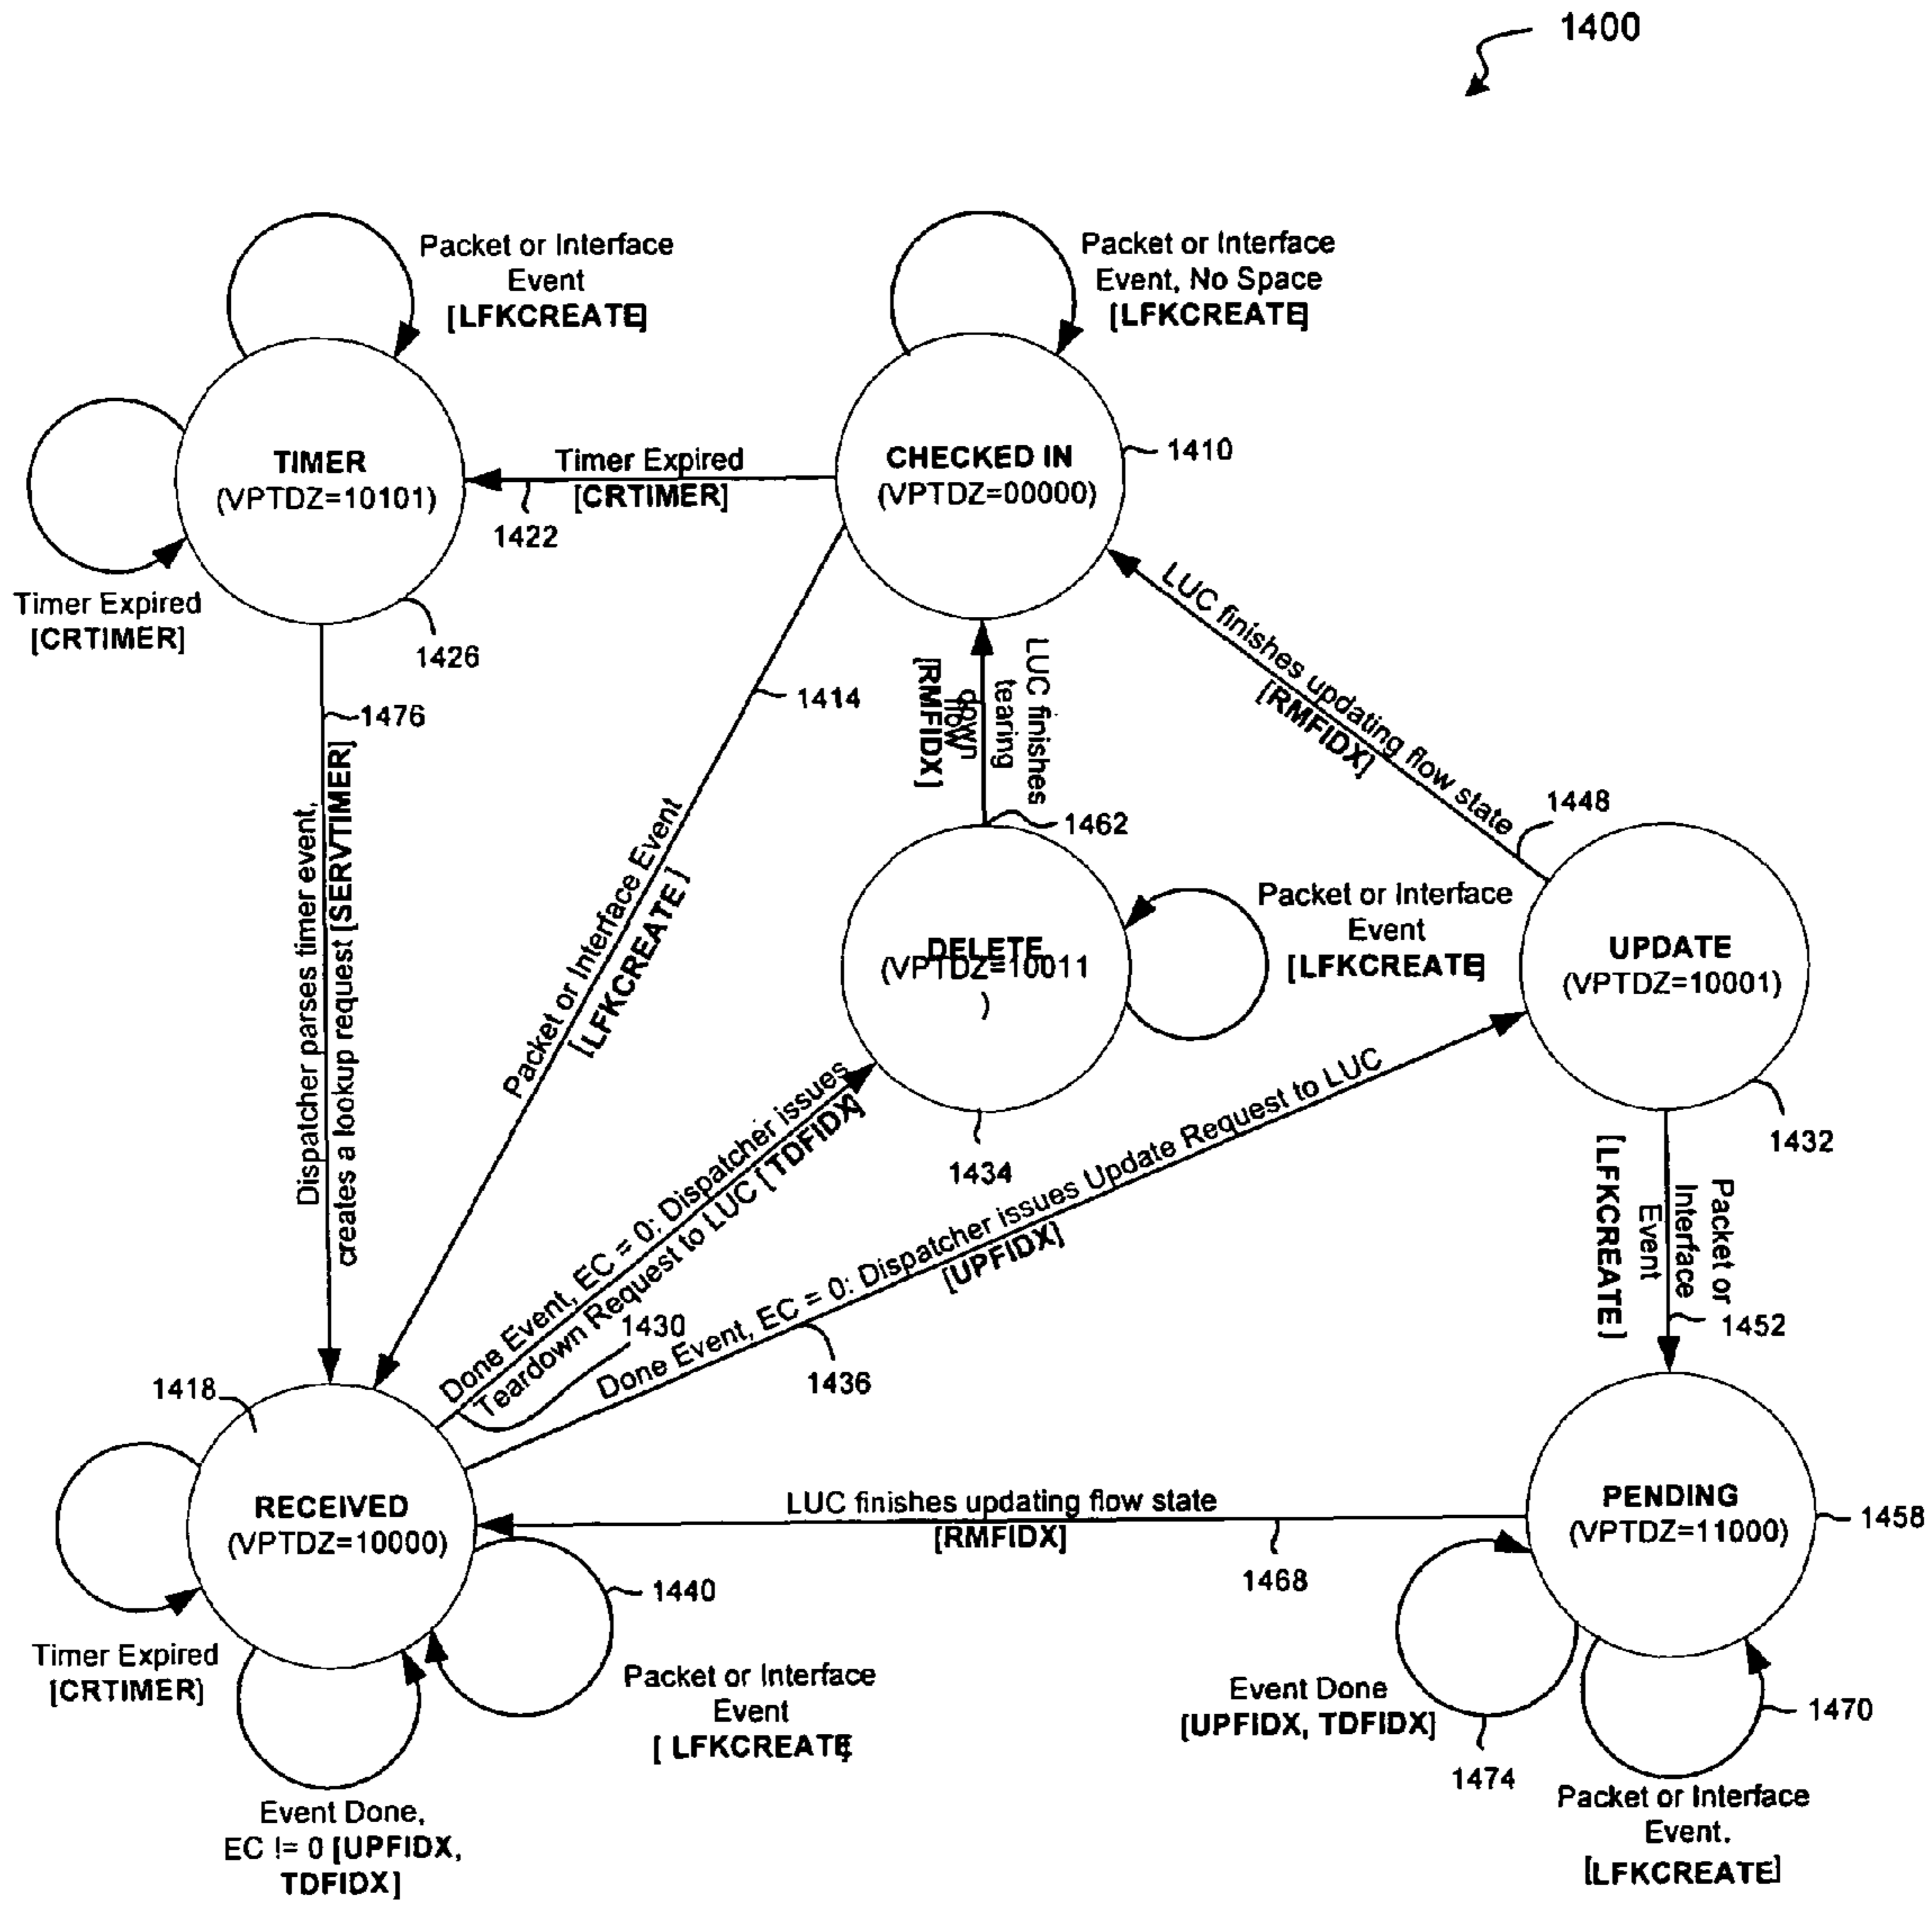 1400
Packet or Interface
Event
[LFKCREATE]
Packet or Interface
Event, No Space
[LFKCREATE]
TIMER
(VPTDZ=10101)
Timer Expired
[CRTIMER]
1422
CHECKED IN
(VPTDZ=00000)
1410
Timer Expired
[CRTIMER]
1426
1476
Dispatcher parses timer event,
creates a lookup request [SERVTIMER]
1414
Packet or Interface Event
[LFKCREATE ]
LUC finishes
tearing
down
flow
[RMFIDX]
1462
LUC finishes updating flow state
[RMFIDX]
1448
DELETE
(VPTDZ=10011
)
1434
Packet or Interface
Event
[LFKCREATE]
UPDATE
(VPTDZ=10001)
1432
Done Event, EC = 0: Dispatcher issues
Teardown Request to LUC [TDFIDX]
1430
Done Event, EC = 0: Dispatcher issues Update Request to LUC
[UPFIDX]
1436
Packet or
Interface
Event
[LFKCREATE]
1452
1418
RECEIVED
(VPTDZ=10000)
LUC finishes updating flow state
[RMFIDX]
1468
PENDING
(VPTDZ=11000)
1458
1440
Timer Expired
[CRTIMER]
Packet or Interface
Event
[ LFKCREATE]
Event Done
[UPFIDX, TDFIDX]
1474
1470
Event Done,
EC != 0 [UPFIDX,
TDFIDX]
Packet or Interface
Event.
[LFKCREATE]